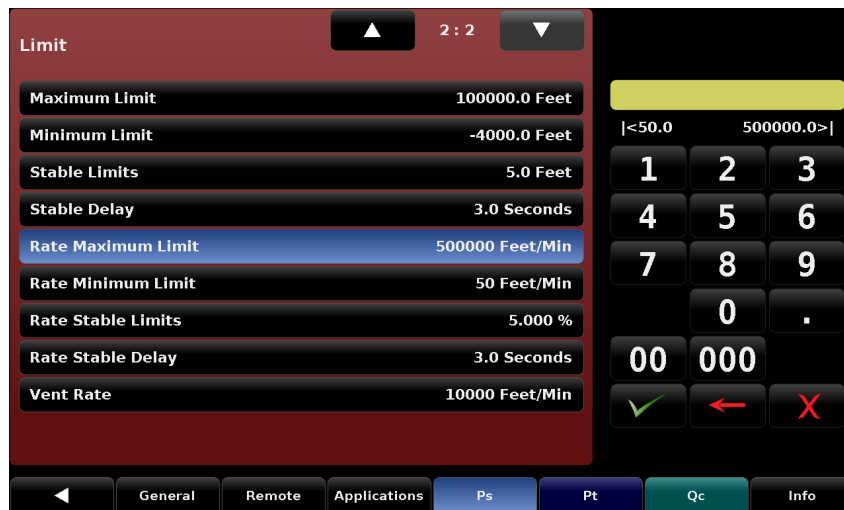 Limit
2 : 2
Maximum Limit 100000.0 Feet
Minimum Limit -4000.0 Feet
Stable Limits 5.0 Feet
Stable Delay 3.0 Seconds
Rate Maximum Limit 500000 Feet/Min
Rate Minimum Limit 50 Feet/Min
Rate Stable Limits 5.000 %
Rate Stable Delay 3.0 Seconds
Vent Rate 10000 Feet/Min
|<50.0 500000.0>|
1 2 3
4 5 6
7 8 9
0 .
00 000
General Remote Applications Ps Pt Qc Info